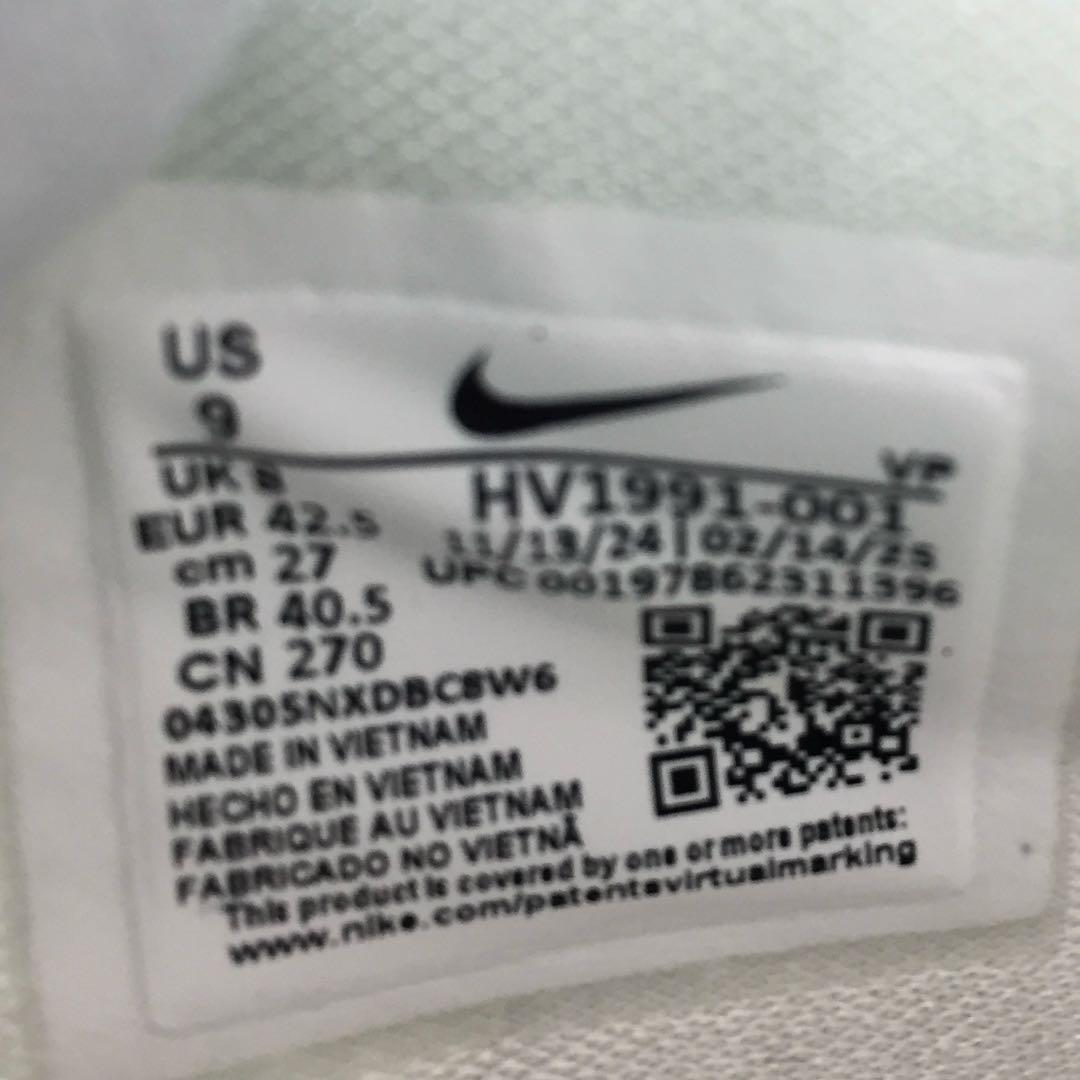 US
9
UK 8
EUR 42.5
cm 27
BR 40.5
CN 270
VP
HV1991-001
11/13/24 | 02/14/25
UPC 00197862311396
04305NXDBC8W6
MADE IN VIETNAM
HECHO EN VIETNAM
FABRIQUE AU VIETNAM
FABRICADO NO VIETNÃ
This product is covered by one or more patents:
www.nike.com/patentsvirtualmarking